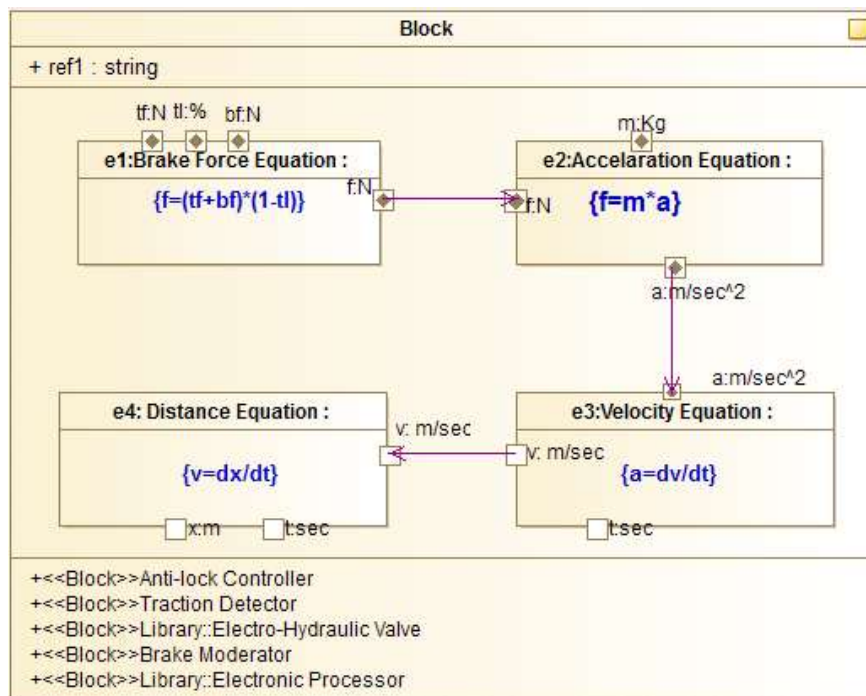 Block
+ ref1 : string
tf:N tl:% bf:N
m:Kg
e1:Brake Force Equation :
e2:Accelaration Equation :
{f=(tf+bf)*(1-tl)}
f:N
f:N
{f=m*a}
a:m/sec^2
a:m/sec^2
e4: Distance Equation :
e3:Velocity Equation :
v: m/sec
v: m/sec
{v=dx/dt}
{a=dv/dt}
x:m
t:sec
t:sec
+<<Block>>Anti-lock Controller
+<<Block>>Traction Detector
+<<Block>>Library::Electro-Hydraulic Valve
+<<Block>>Brake Moderator
+<<Block>>Library::Electronic Processor